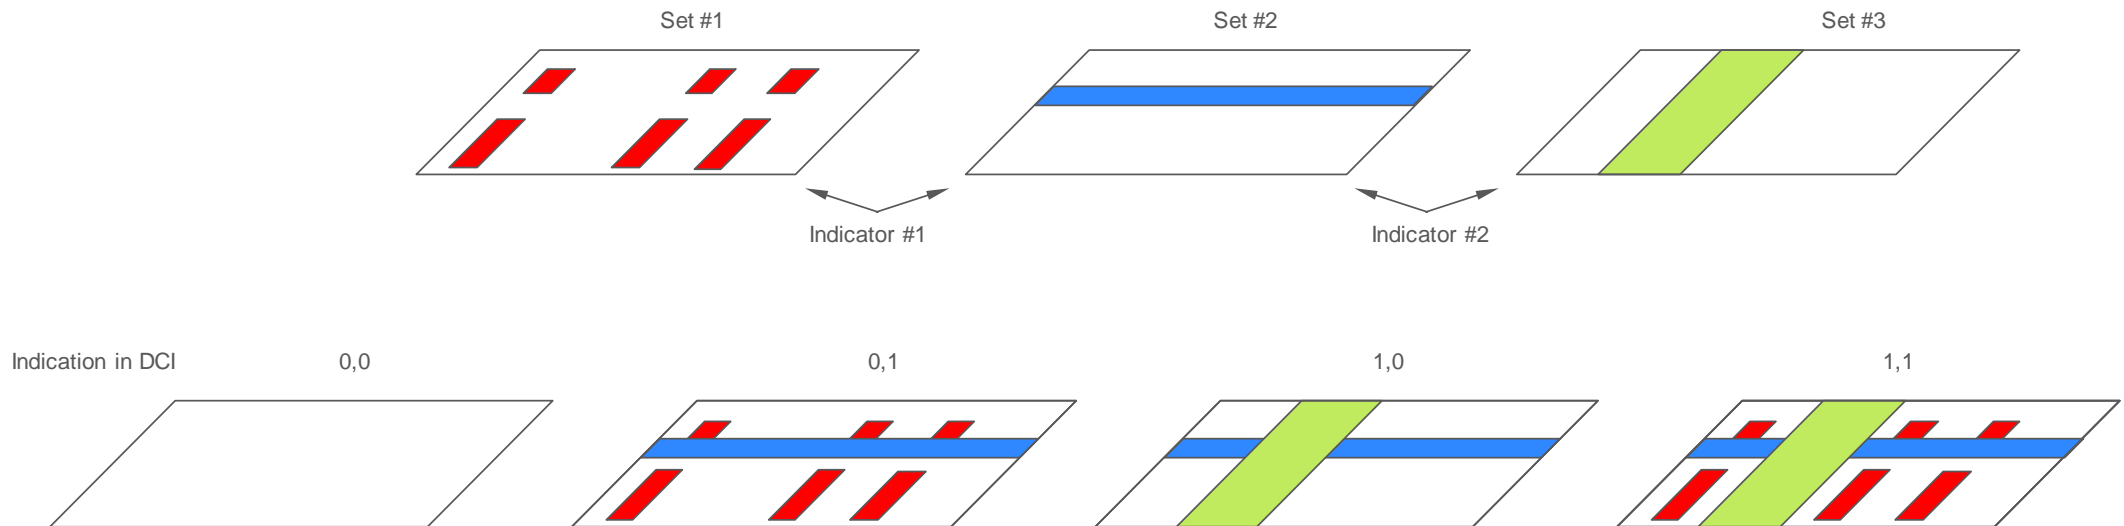 Set #1
Set #2
Set #3
Indicator #1
Indicator #2
Indication in DCI
0,0
0,1
1,0
1,1